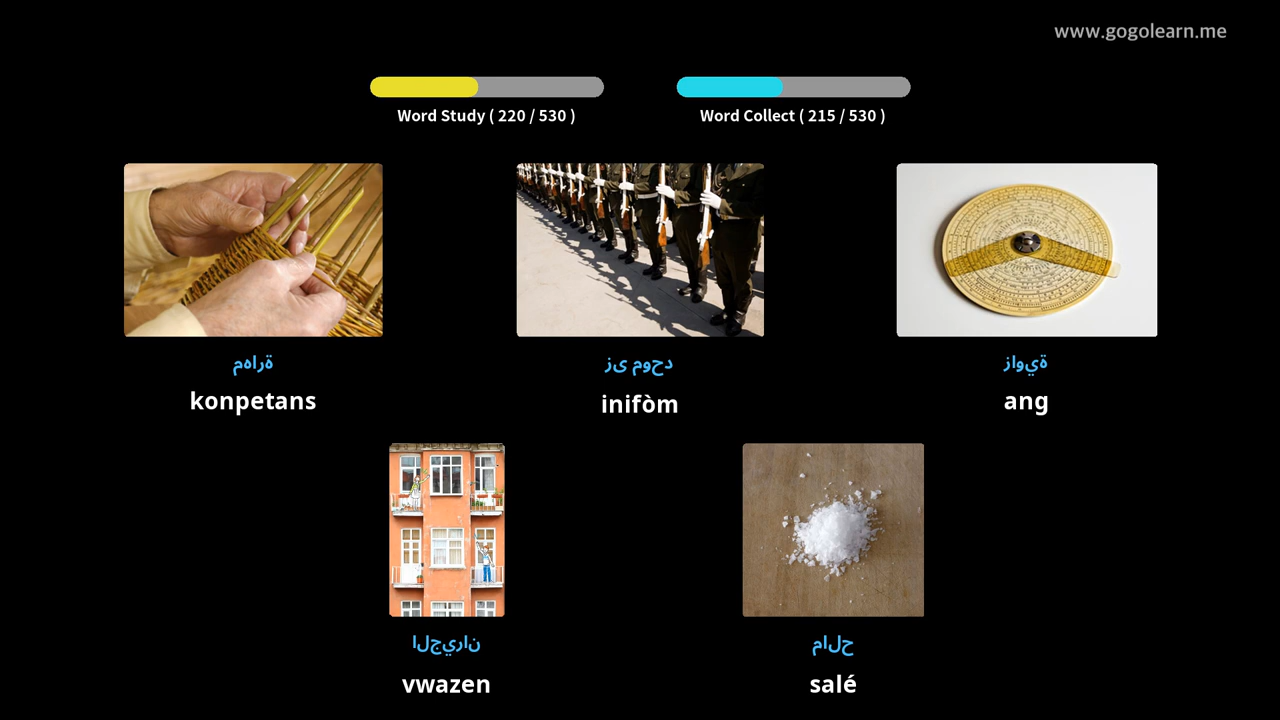 www.gogolearn.me
Word Study ( 220 / 530 )
Word Collect ( 215 / 530 )
مهارة
konpetans
زى موحد
inifòm
زاوية
ang
الجيران
vwazen
مالح
salé